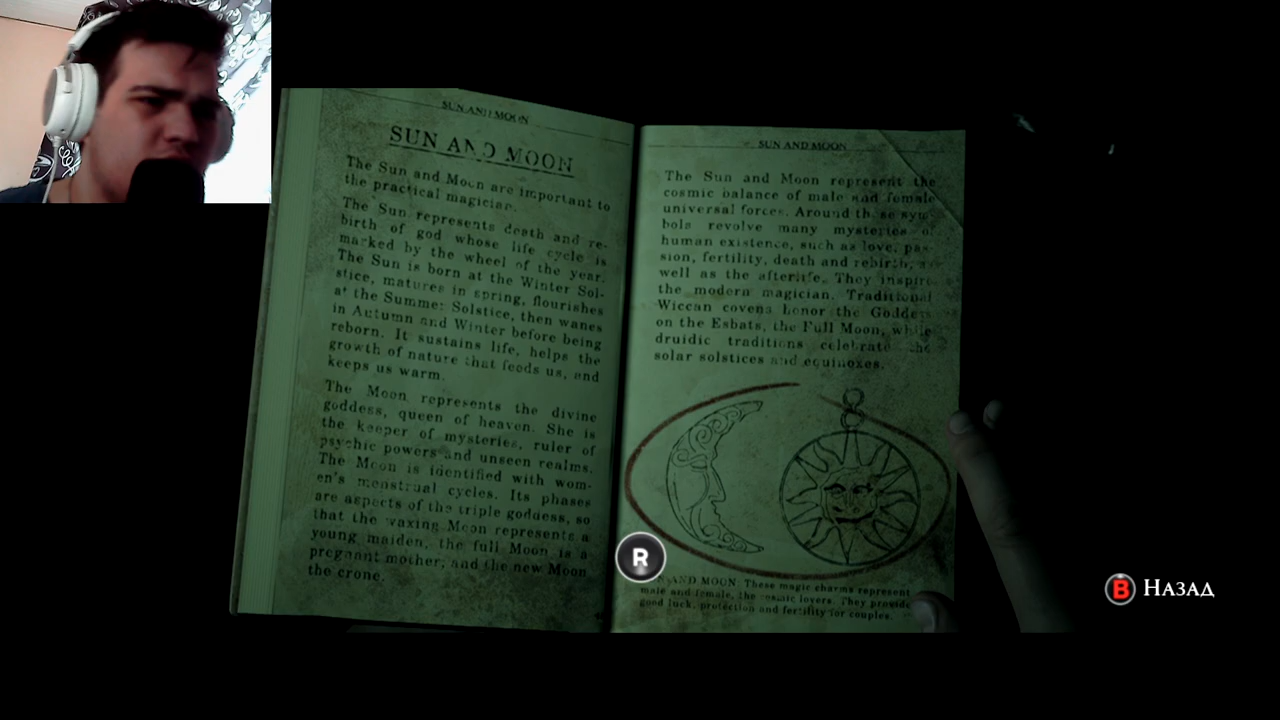 SUN AND MOON
SUN AND MOON
The Sun and Moon are important to
the practical magician.
The Sun represents death and re-
birth of god whose life cycle is
marked by the wheel of the year.
The Sun is born at the Winter Sol-
stice, matures in spring, flourishes
at the Summer Solstice, then wanes
in Autumn and Winter before being
reborn. It sustains life, helps the
growth of nature that feeds us, and
keeps us warm.
The Moon represents the divine
goddess, queen of heaven. She is
the keeper of mysteries, ruler of
psychic powers and unseen realms.
The Moon is identified with wom-
en's menstrual cycles. Its phases
are aspects of the triple goddess, so
that the waxing Moon represents a
young maiden, the full Moon is a
pregnant mother, and the new Moon
the crone.
SUN AND MOON
The Sun and Moon represent the
cosmic balance of male and female
universal forces. Around these sym-
bols revolve many mysteries of
human existence, such as love, pas-
sion, fertility, death and rebirth, as
well as the afterlife. They inspire
the modern magician. Traditional
Wiccan covens honor the Goddess
on the Esbats, the Full Moon, while
druidic traditions celebrate the
solar solstices and equinoxes.
R
AND MOON. These magic charms represent
male and female, the cosmic lovers. They provide
good luck, protection and fertility for couples.
B Назад